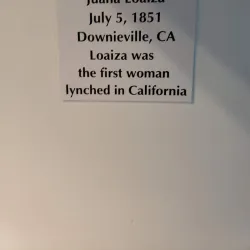 Juana Loaiza
July 5, 1851
Downieville, CA
Loaiza was
the first woman
lynched in California